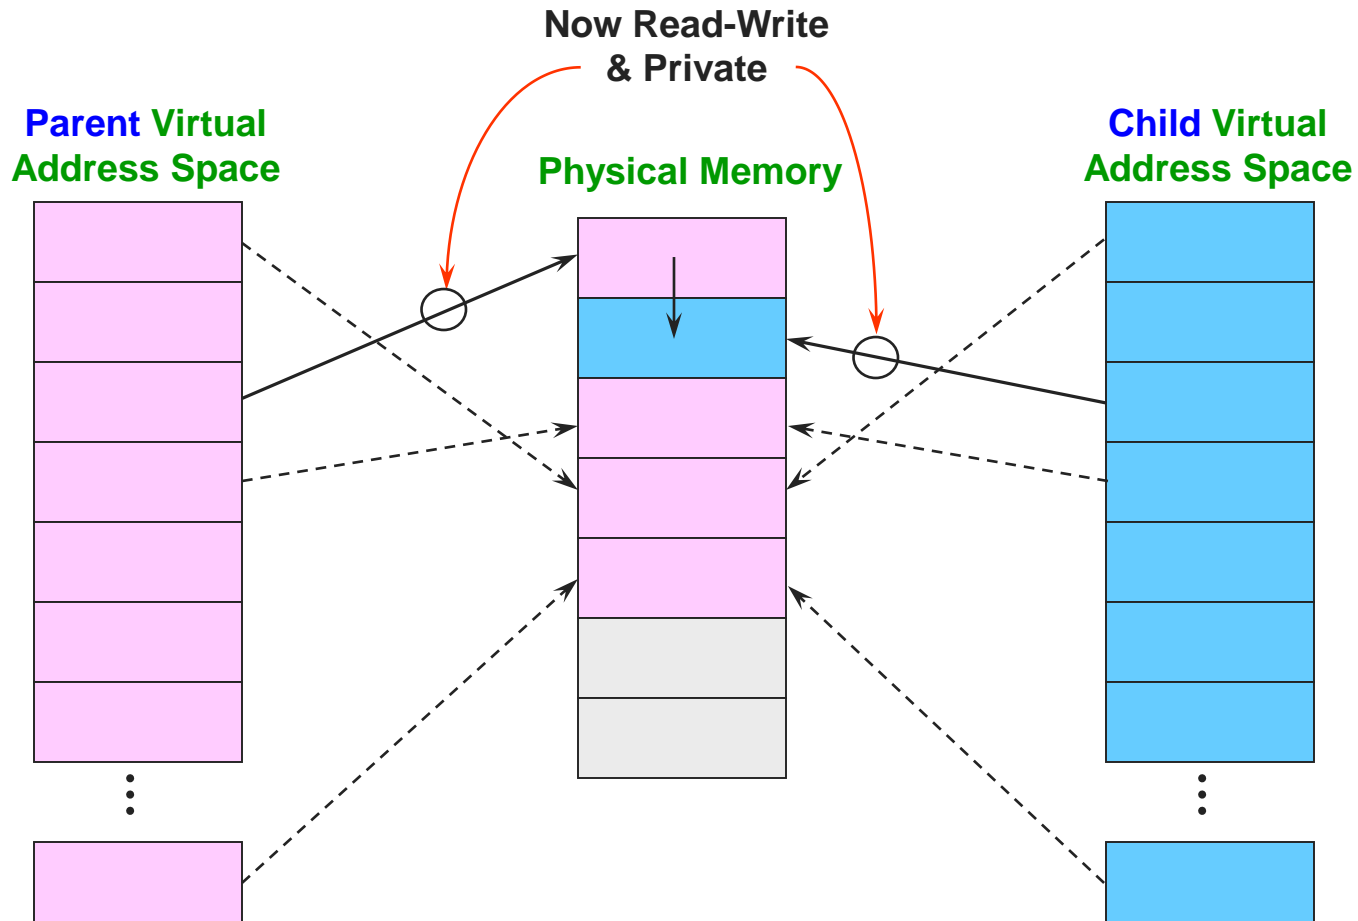 Now Read-Write
& Private
Parent Virtual
Address Space
Physical Memory
Child Virtual
Address Space